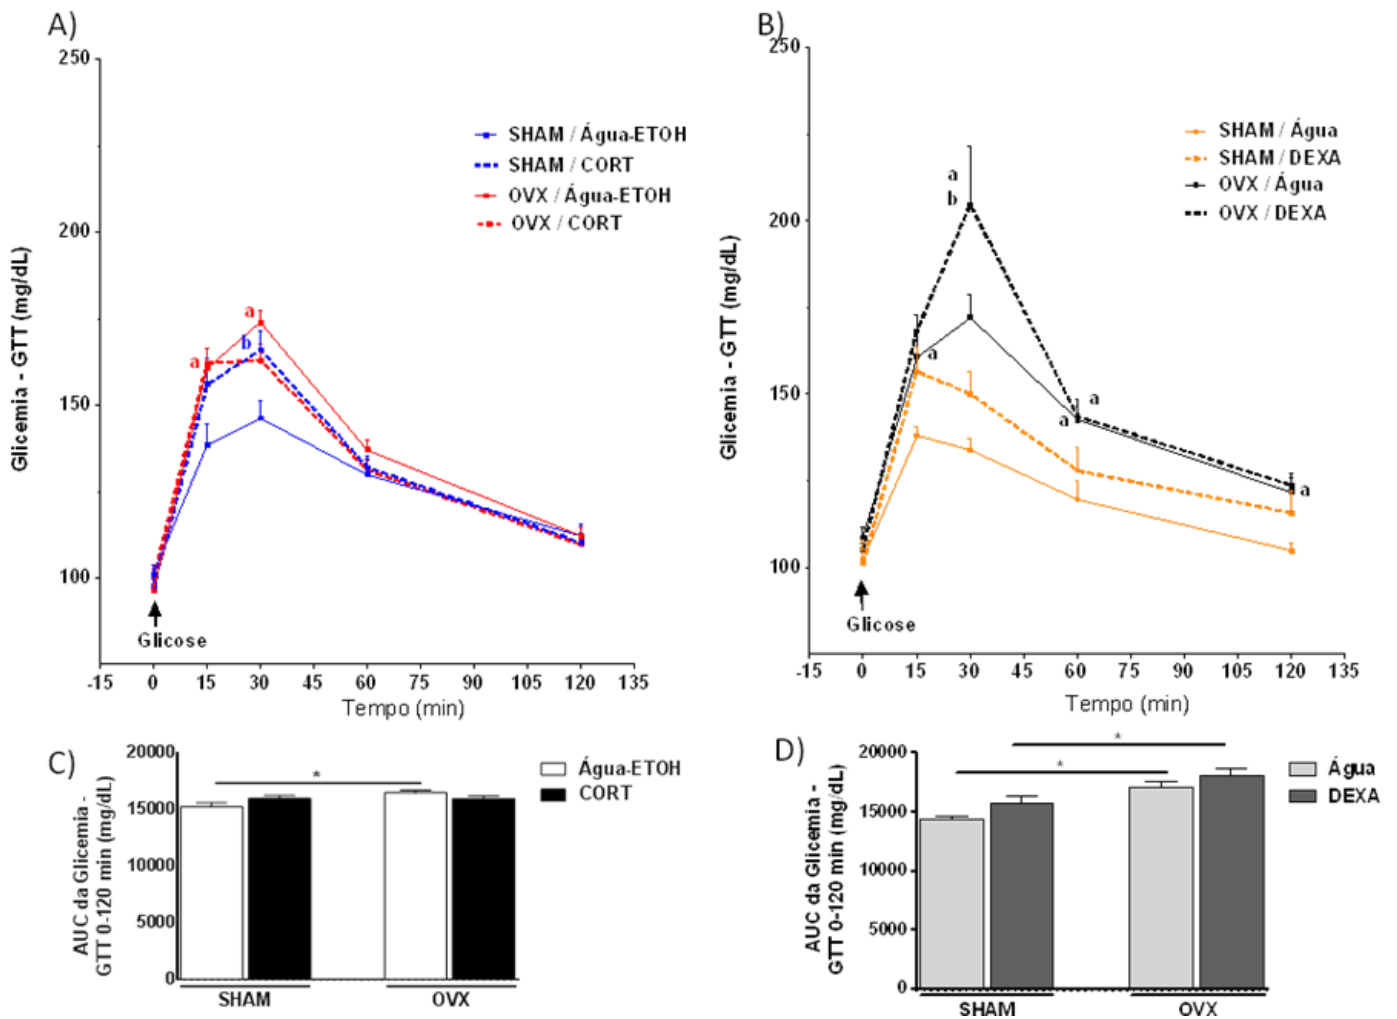 A)
250
200
150
100
Glicemia - GTT (mg/dL)
SHAM / Água-ETOH
SHAM / CORT
OVX / Água-ETOH
OVX / CORT
a
a
b
Glicose
-15 0 15 30 45 60 75 90 105 120 135
Tempo (min)
B)
250
200
150
100
Glicemia - GTT (mg/dL)
SHAM / Água
SHAM / DEXA
OVX / Água
OVX / DEXA
a
b
a
a
a
a
Glicose
-15 0 15 30 45 60 75 90 105 120 135
Tempo (min)
C)
20000
15000
10000
5000
0
AUC da Glicemia -
GTT 0-120 min (mg/dL)
*
Água-ETOH
CORT
SHAM OVX
D)
20000
15000
10000
5000
0
AUC da Glicemia -
GTT 0-120 min (mg/dL)
*
*
Água
DEXA
SHAM OVX